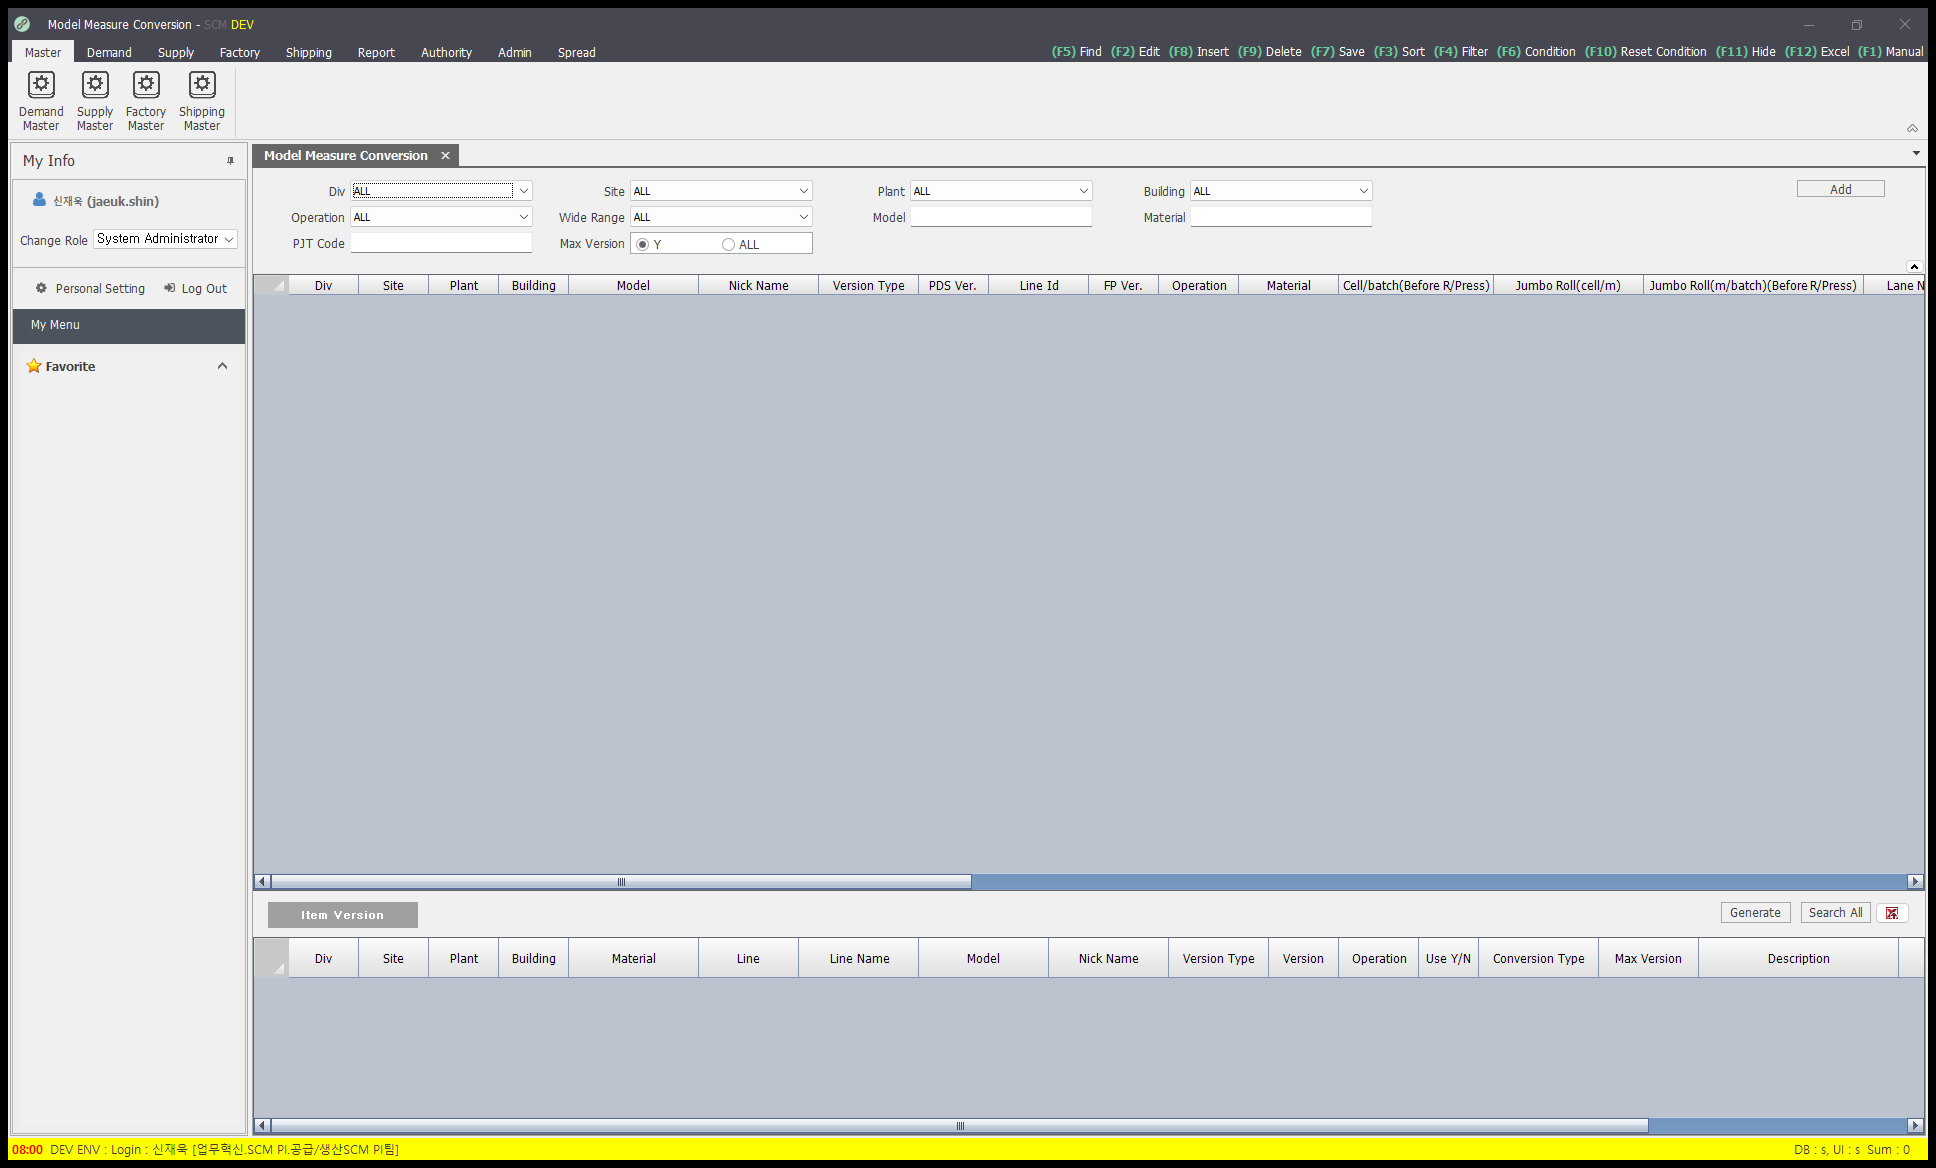 Model Measure Conversion - SCM DEV
Master Demand Supply Factory Shipping Report Authority Admin Spread (F5) Find (F2) Edit (F8) Insert (F9) Delete (F7) Save (F3) Sort (F4) Filter (F6) Condition (F10) Reset Condition (F11) Hide (F12) Excel (F1) Manual
Demand Master
Supply Master
Factory Master
Shipping Master
My Info
신재욱 (jaeuk.shin)
Change Role System Administrator
Personal Setting Log Out
My Menu
Favorite
Model Measure Conversion
Div ALL Site ALL Plant ALL Building ALL Add
Operation ALL Wide Range ALL Model Material
PJT Code Max Version Y ALL
Div Site Plant Building Model Nick Name Version Type PDS Ver. Line Id FP Ver. Operation Material Cell/batch(Before R/Press) Jumbo Roll(cell/m) Jumbo Roll(m/batch)(Before R/Press) Lane N
Item Version Generate Search All
Div Site Plant Building Material Line Line Name Model Nick Name Version Type Version Operation Use Y/N Conversion Type Max Version Description
08:00 DEV ENV : Login : 신재욱 [업무혁신.SCM PI.공급/생산SCM PI팀] DB : s, UI : s Sum : 0